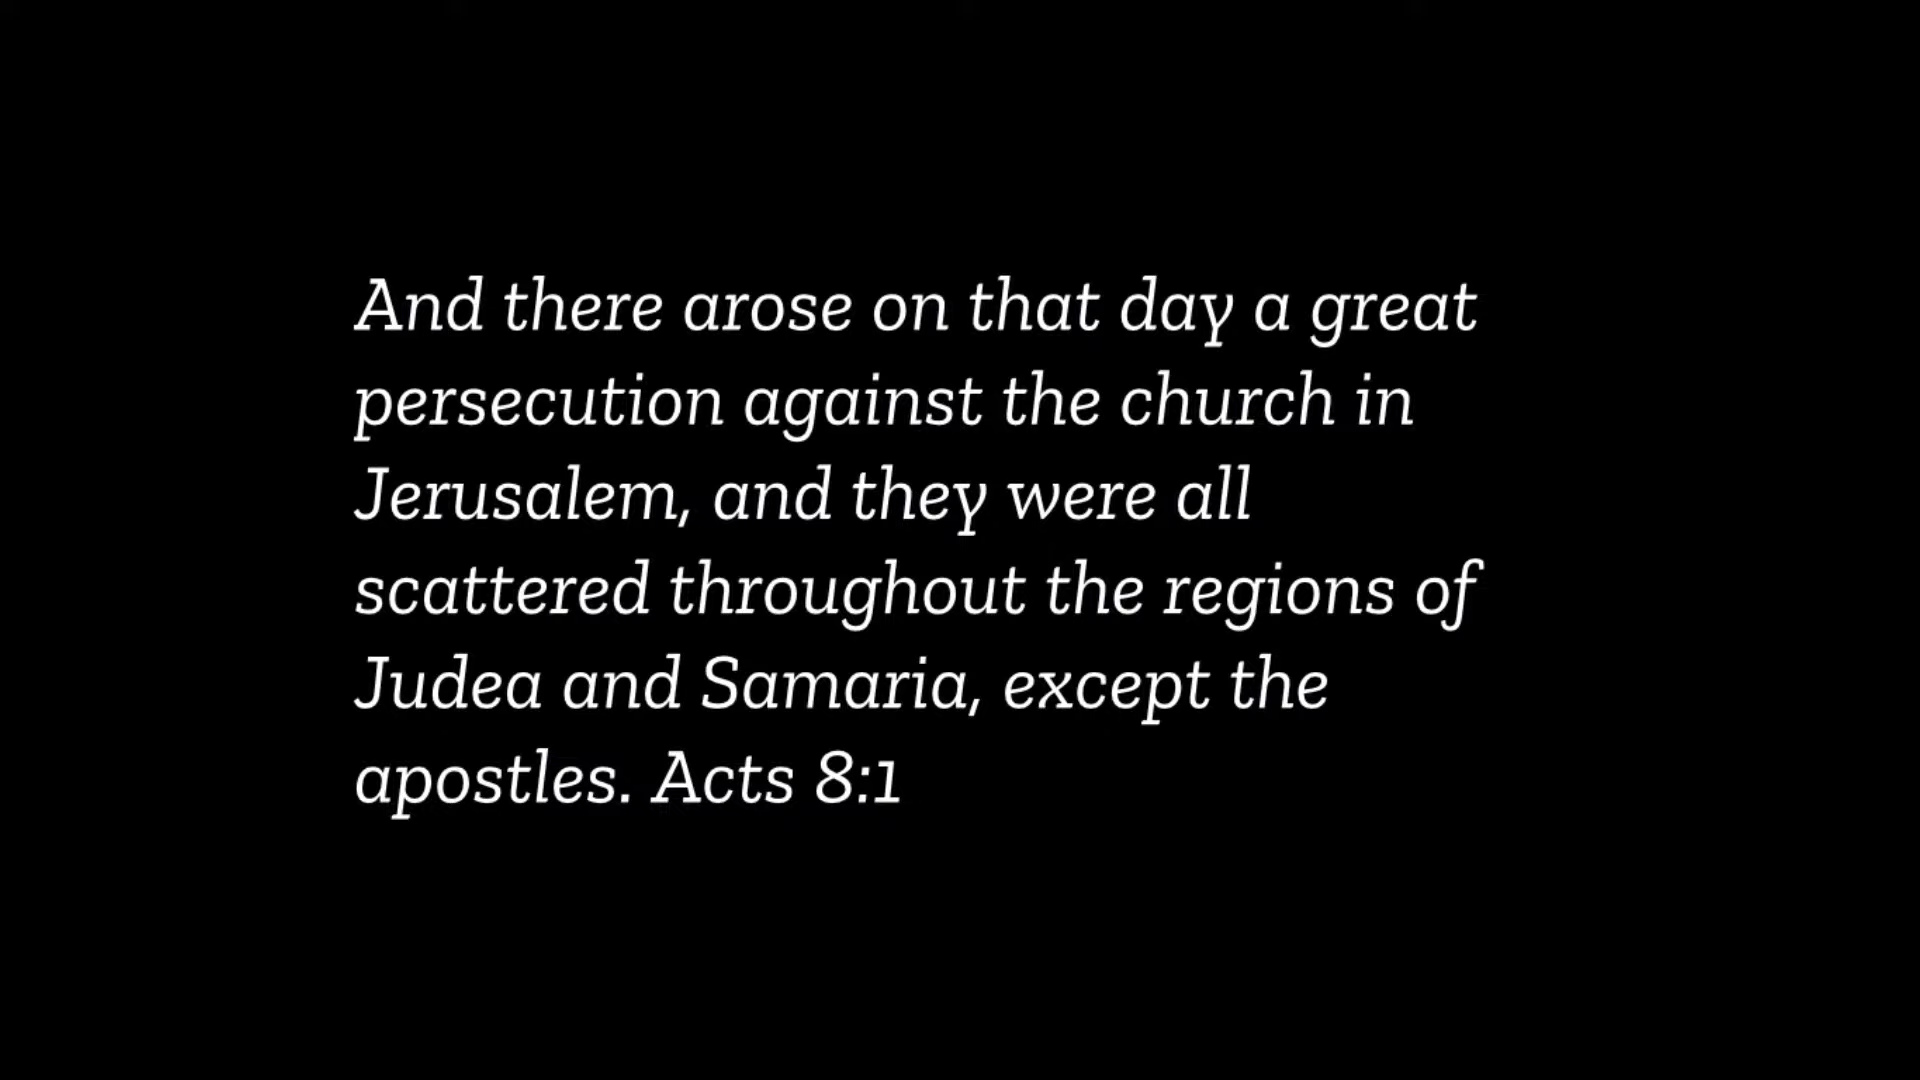 And there arose on that day a great
persecution against the church in
Jerusalem, and they were all
scattered throughout the regions of
Judea and Samaria, except the
apostles. Acts 8:1